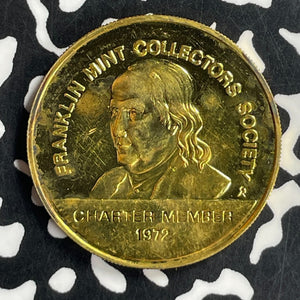 FRANKLIN MINT COLLECTORS SOCIETY
CHARTER MEMBER
1972